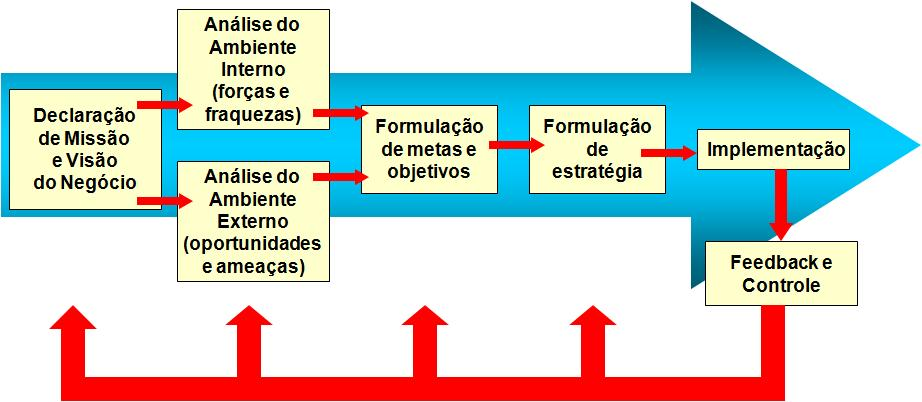 Declaração
de Missão
e Visão
do Negócio
Análise do
Ambiente
Interno
(forças e
fraquezas)
Análise do
Ambiente
Externo
(oportunidades
e ameaças)
Formulação
de metas e
objetivos
Formulação
de
estratégia
Implementação
Feedback e
Controle